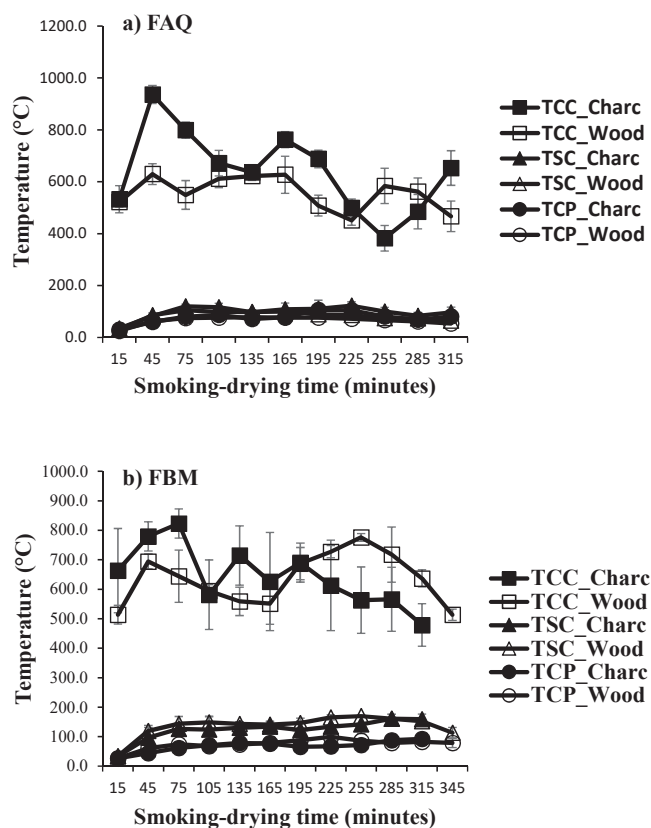 a) FAQ
1200.0
1000.0
800.0
600.0
400.0
200.0
0.0
Temperature (°C)
15 45 75 105 135 165 195 225 255 285 315
Smoking-drying time (minutes)
TCC_Charc
TCC_Wood
TSC_Charc
TSC_Wood
TCP_Charc
TCP_Wood
b) FBM
1000.0
900.0
800.0
700.0
600.0
500.0
400.0
300.0
200.0
100.0
0.0
Temperature (°C)
15 45 75 105 135 165 195 225 255 285 315 345
Smoking-drying time (minutes)
TCC_Charc
TCC_Wood
TSC_Charc
TSC_Wood
TCP_Charc
TCP_Wood